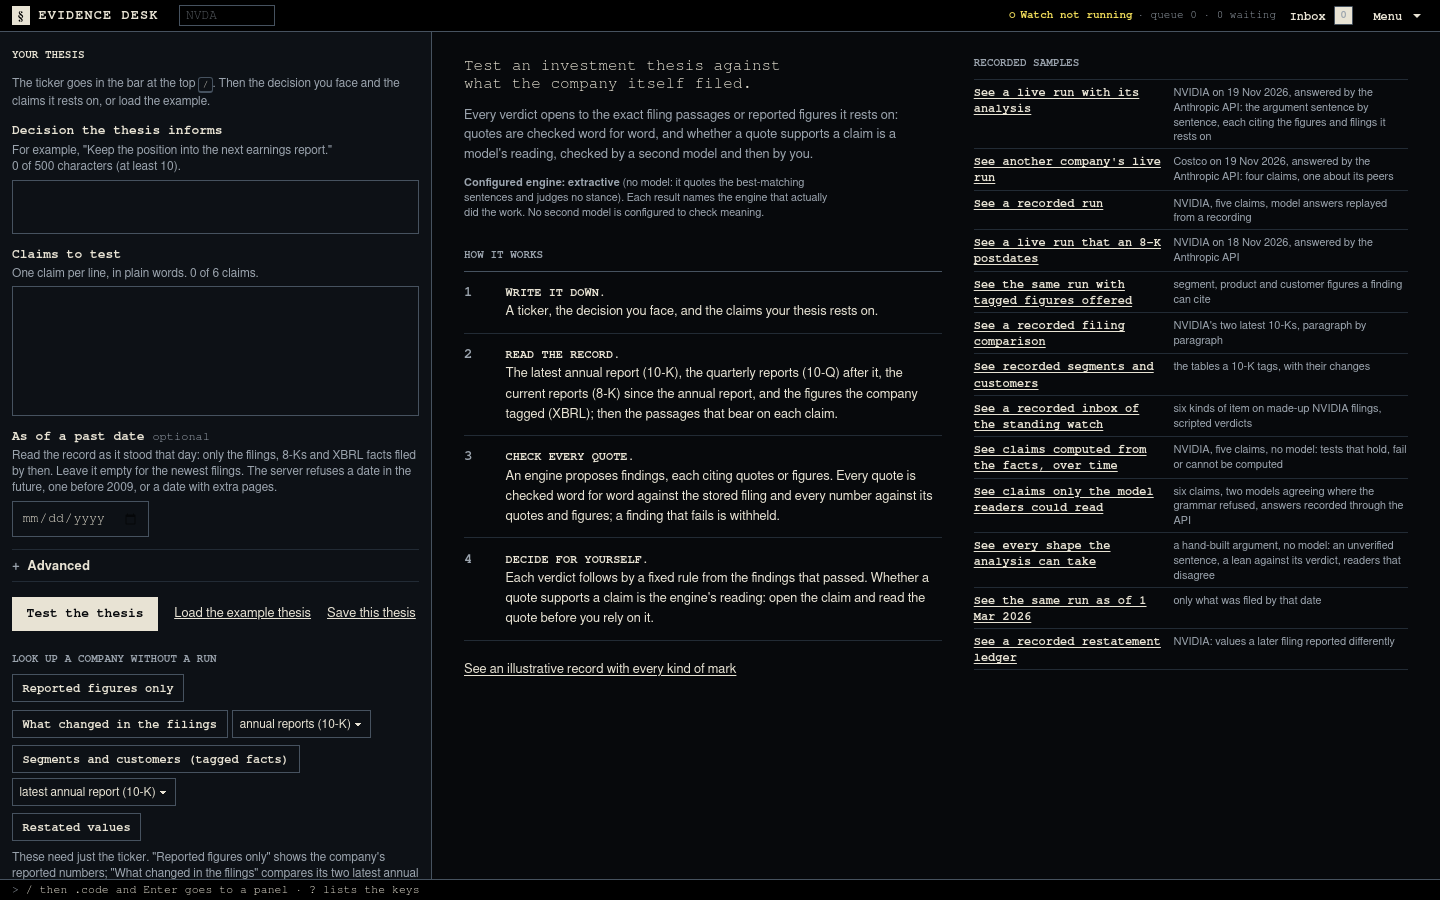 § EVIDENCE DESK NVDA Watch not running · queue 0 · 0 waiting Inbox 0 Menu
YOUR THESIS
The ticker goes in the bar at the top /. Then the decision you face and the
claims it rests on, or load the example.
Decision the thesis informs
For example, "Keep the position into the next earnings report."
0 of 500 characters (at least 10).
Claims to test
One claim per line, in plain words. 0 of 6 claims.
As of a past date optional
Read the record as it stood that day: only the filings, 8-Ks and XBRL facts filed
by then. Leave it empty for the newest filings. The server refuses a date in the
future, one before 2009, or a date with extra pages.
mm/dd/yyyy
+ Advanced
Test the thesis Load the example thesis Save this thesis
LOOK UP A COMPANY WITHOUT A RUN
Reported figures only
What changed in the filings annual reports (10-K)
Segments and customers (tagged facts)
latest annual report (10-K)
Restated values
These need just the ticker. "Reported figures only" shows the company's
reported numbers; "What changed in the filings" compares its two latest annual
Test an investment thesis against
what the company itself filed.
Every verdict opens to the exact filing passages or reported figures it rests on:
quotes are checked word for word, and whether a quote supports a claim is a
model's reading, checked by a second model and then by you.
Configured engine: extractive (no model: it quotes the best-matching
sentences and judges no stance). Each result names the engine that actually
did the work. No second model is configured to check meaning.
HOW IT WORKS
1 WRITE IT DOWN.
A ticker, the decision you face, and the claims your thesis rests on.
2 READ THE RECORD.
The latest annual report (10-K), the quarterly reports (10-Q) after it, the
current reports (8-K) since the annual report, and the figures the company
tagged (XBRL); then the passages that bear on each claim.
3 CHECK EVERY QUOTE.
An engine proposes findings, each citing quotes or figures. Every quote is
checked word for word against the stored filing and every number against its
quotes and figures; a finding that fails is withheld.
4 DECIDE FOR YOURSELF.
Each verdict follows by a fixed rule from the findings that passed. Whether a
quote supports a claim is the engine's reading: open the claim and read the
quote before you rely on it.
See an illustrative record with every kind of mark
RECORDED SAMPLES
See a live run with its
analysis
NVIDIA on 19 Nov 2026, answered by the
Anthropic API: the argument sentence by
sentence, each citing the figures and filings it
rests on
See another company's live
run
Costco on 19 Nov 2026, answered by the
Anthropic API: four claims, one about its peers
See a recorded run
NVIDIA, five claims, model answers replayed
from a recording
See a live run that an 8-K
postdates
NVIDIA on 18 Nov 2026, answered by the
Anthropic API
See the same run with
tagged figures offered
segment, product and customer figures a finding
can cite
See a recorded filing
comparison
NVIDIA's two latest 10-Ks, paragraph by
paragraph
See recorded segments and
customers
the tables a 10-K tags, with their changes
See a recorded inbox of
the standing watch
six kinds of item on made-up NVIDIA filings,
scripted verdicts
See claims computed from
the facts, over time
NVIDIA, five claims, no model: tests that hold, fail
or cannot be computed
See claims only the model
readers could read
six claims, two models agreeing where the
grammar refused, answers recorded through the
API
See every shape the
analysis can take
a hand-built argument, no model: an unverified
sentence, a lean against its verdict, readers that
disagree
See the same run as of 1
Mar 2026
only what was filed by that date
See a recorded restatement
ledger
NVIDIA: values a later filing reported differently
> / then .code and Enter goes to a panel · ? lists the keys